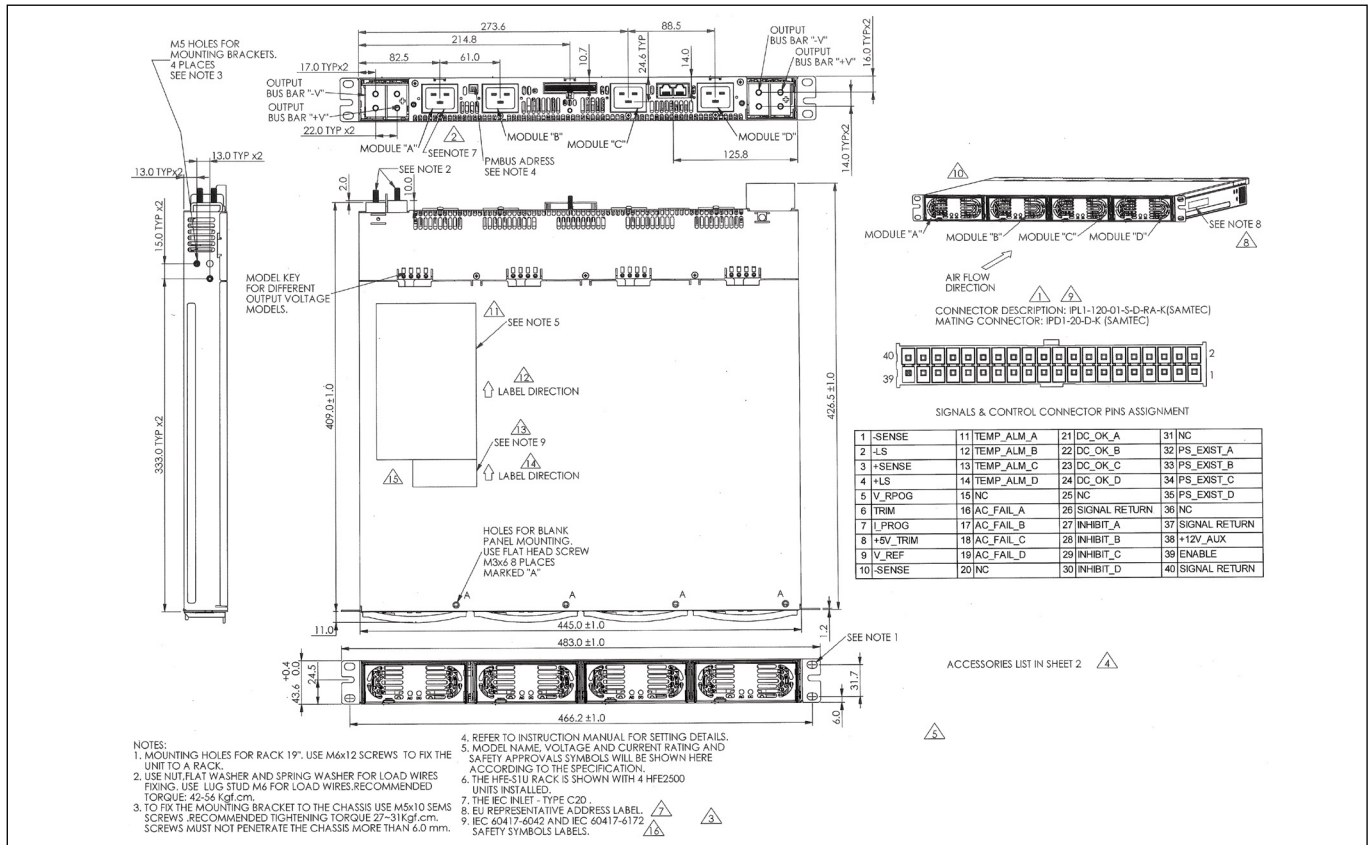 M5 HOLES FOR
MOUNTING BRACKETS.
4 PLACES
SEE NOTE 3
273.6
88.5
214.8
82.5
61.0
10.7
24.6 TYP
14.0
OUTPUT
BUS BAR "-V"
OUTPUT
BUS BAR "+V"
16.0 TYPx2
17.0 TYPx2
OUTPUT
BUS BAR "-V"
OUTPUT
BUS BAR "+V"
22.0 TYP x2
MODULE "A"
2
SEENOTE 7
MODULE "B"
PMBUS ADRESS
SEE NOTE 4
MODULE "C"
MODULE "D"
125.8
14.0 TYPx2
13.0 TYP x2
13.0 TYPx2
15.0 TYP x2
333.0 TYP x2
2.0
SEE NOTE 2
10.0
MODEL KEY
FOR DIFFERENT
OUTPUT VOLTAGE
MODELS.
11
SEE NOTE 5
12
LABEL DIRECTION
13
SEE NOTE 9
14
LABEL DIRECTION
15
409.0 ±1.0
426.5 ±1.0
HOLES FOR BLANK
PANEL MOUNTING.
USE FLAT HEAD SCREW
M3x6 8 PLACES
MARKED "A"
A
A
A
A
11.0
445.0 ±1.0
1.2
483.0 ±1.0
SEE NOTE 1
+0.4
0.0
43.6
24.5
31.7
6.0
466.2 ±1.0
10
MODULE "A"
MODULE "B"
MODULE "C"
MODULE "D"
SEE NOTE 8
8
AIR FLOW
DIRECTION
1
9
CONNECTOR DESCRIPTION: IPL1-120-01-S-D-RA-K(SAMTEC)
MATING CONNECTOR: IPD1-20-D-K (SAMTEC)
40
2
39
1
SIGNALS & CONTROL CONNECTOR PINS ASSIGNMENT
1 -SENSE 11 TEMP_ALM_A 21 DC_OK_A 31 NC
2 -LS 12 TEMP_ALM_B 22 DC_OK_B 32 PS_EXIST_A
3 +SENSE 13 TEMP_ALM_C 23 DC_OK_C 33 PS_EXIST_B
4 +LS 14 TEMP_ALM_D 24 DC_OK_D 34 PS_EXIST_C
5 V_RPOG 15 NC 25 NC 35 PS_EXIST_D
6 TRIM 16 AC_FAIL_A 26 SIGNAL RETURN 36 NC
7 I_PROG 17 AC_FAIL_B 27 INHIBIT_A 37 SIGNAL RETURN
8 +5V_TRIM 18 AC_FAIL_C 28 INHIBIT_B 38 +12V_AUX
9 V_REF 19 AC_FAIL_D 29 INHIBIT_C 39 ENABLE
10 -SENSE 20 NC 30 INHIBIT_D 40 SIGNAL RETURN
ACCESSORIES LIST IN SHEET 2
4
5
NOTES:
1. MOUNTING HOLES FOR RACK 19". USE M6x12 SCREWS TO FIX THE
UNIT TO A RACK.
2. USE NUT,FLAT WASHER AND SPRING WASHER FOR LOAD WIRES
FIXING. USE LUG STUD M6 FOR LOAD WIRES.RECOMMENDED
TORQUE: 42-56 Kgf.cm.
3. TO FIX THE MOUNTING BRACKET TO THE CHASSIS USE M5x10 SEMS
SCREWS .RECOMMENDED TIGHTENING TORQUE 27~31Kgf.cm.
SCREWS MUST NOT PENETRATE THE CHASSIS MORE THAN 6.0 mm.
4. REFER TO INSTRUCTION MANUAL FOR SETTING DETAILS.
5. MODEL NAME, VOLTAGE AND CURRENT RATING AND
SAFETY APPROVALS SYMBOLS WILL BE SHOWN HERE
ACCORDING TO THE SPECIFICATION.
6. THE HFE-S1U RACK IS SHOWN WITH 4 HFE2500
UNITS INSTALLED.
7. THE IEC INLET - TYPE C20 .
8. EU REPRESENTATIVE ADDRESS LABEL.
7
9. IEC 60417-6042 AND IEC 60417-6172
SAFETY SYMBOLS LABELS.
16
3